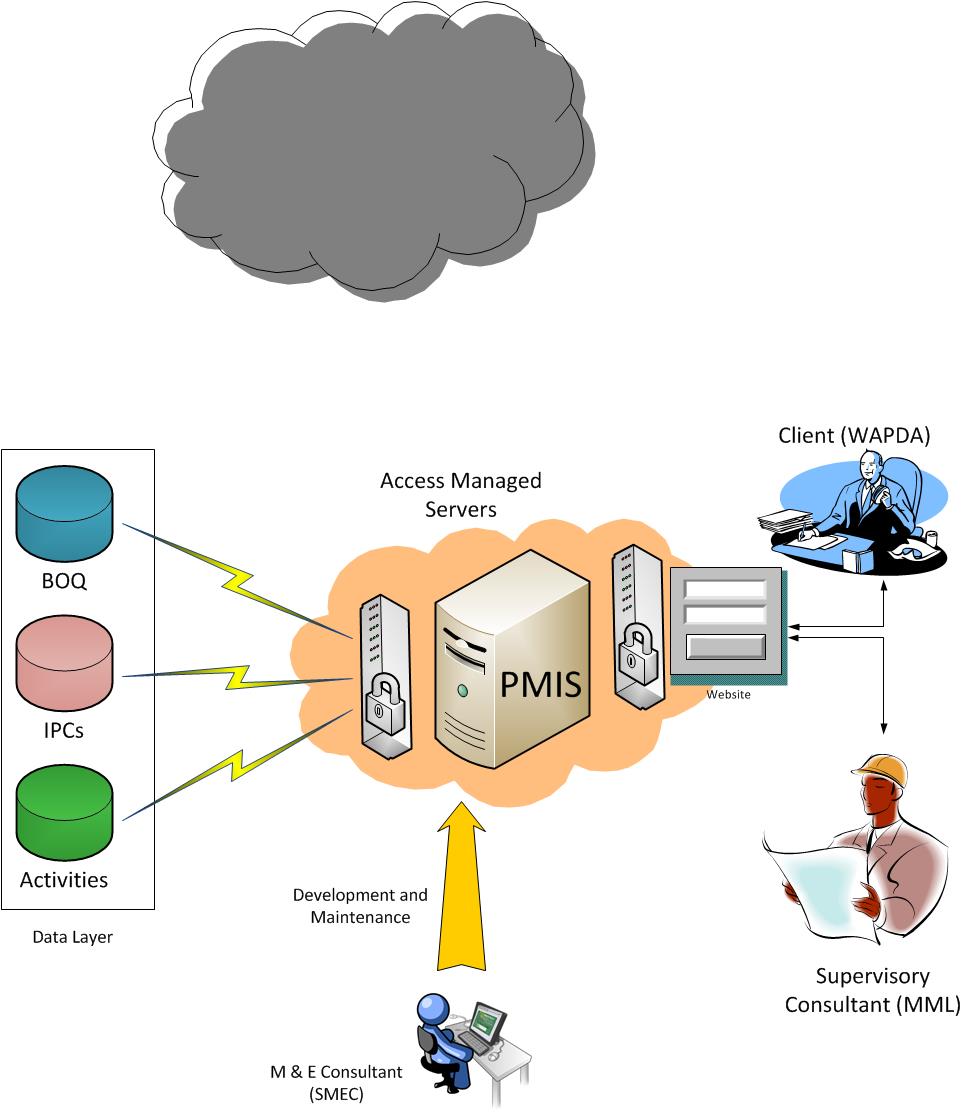 Client (WAPDA)
Access Managed
Servers
BOQ
PMIS
Website
IPCs
Activities
Development and
Maintenance
Data Layer
Supervisory
Consultant (MML)
M & E Consultant
(SMEC)